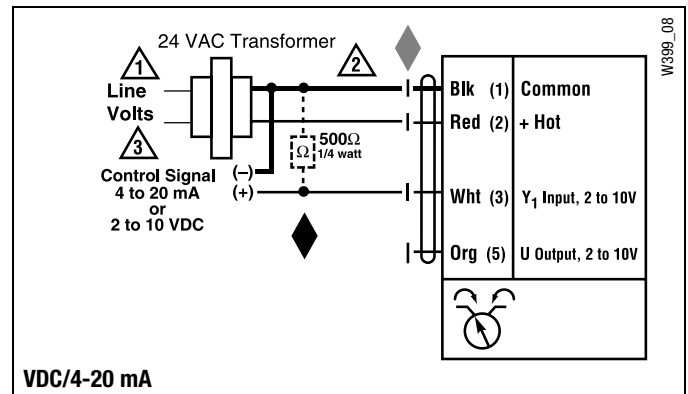 W399_08
24 VAC Transformer
1
2
Line
Volts
3
Control Signal
4 to 20 mA
or
2 to 10 VDC
(–)
(+)
Ω
500Ω
1/4 watt
Blk (1) Common
Red (2) + Hot
Wht (3) Y₁ Input, 2 to 10V
Org (5) U Output, 2 to 10V
VDC/4-20 mA